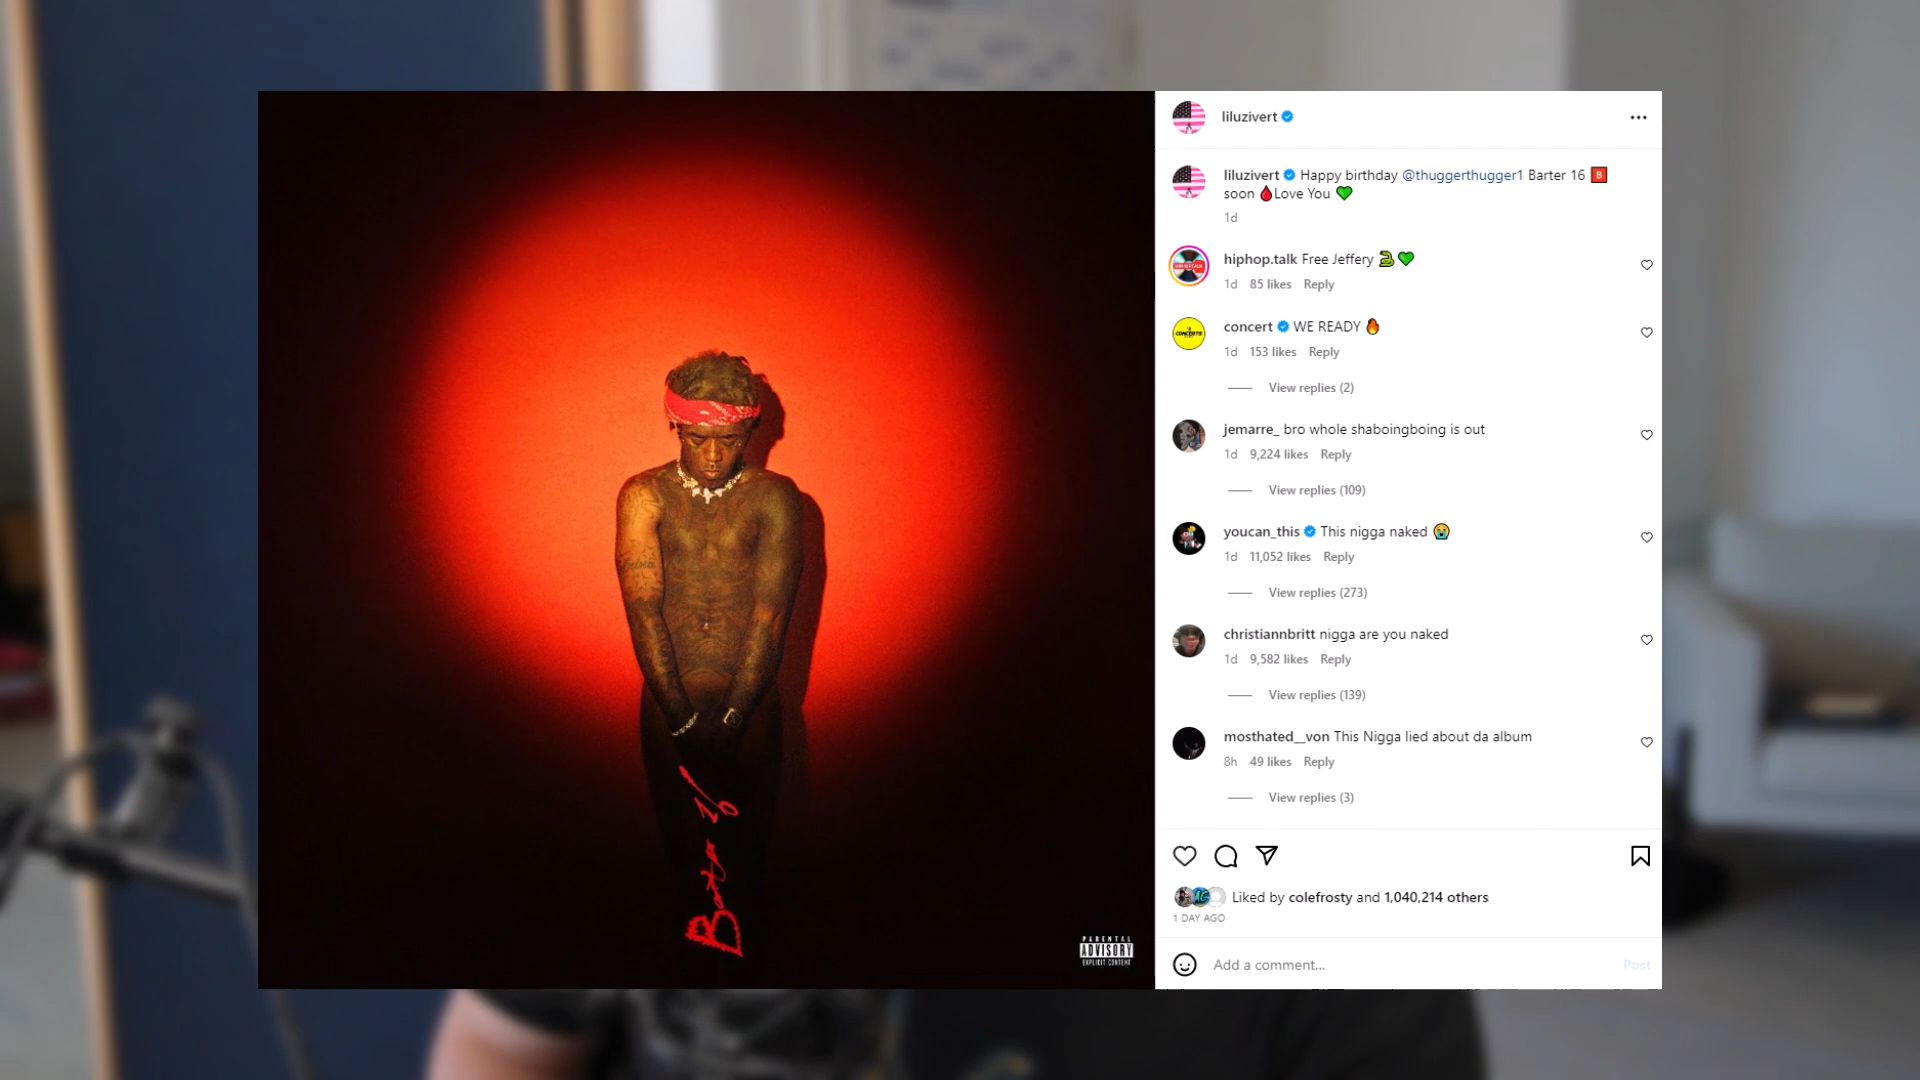 Barter 16
PARENTAL
ADVISORY
EXPLICIT CONTENT
liluzivert
liluzivert Happy birthday @thuggerthugger1 Barter 16 B
soon Love You
1d
hiphop.talk Free Jeffery
1d 85 likes Reply
concert WE READY
1d 153 likes Reply
View replies (2)
jemarre_ bro whole shaboingboing is out
1d 9,224 likes Reply
View replies (109)
youcan_this This nigga naked
1d 11,052 likes Reply
View replies (273)
christiannbritt nigga are you naked
1d 9,582 likes Reply
View replies (139)
mosthated__von This Nigga lied about da album
8h 49 likes Reply
View replies (3)
Liked by colefrosty and 1,040,214 others
1 DAY AGO
Add a comment... Post